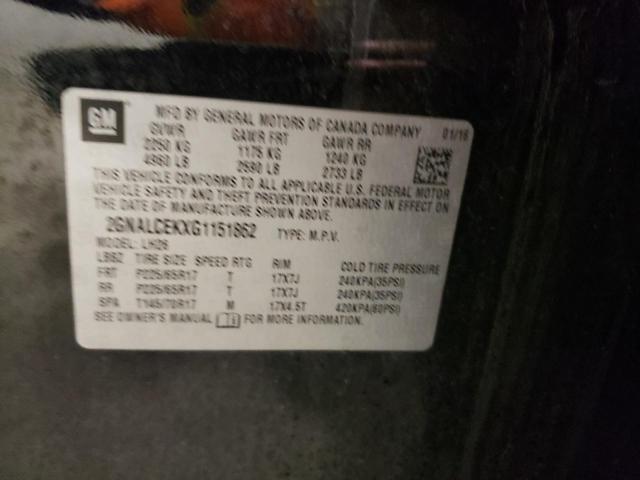 GM
MFD BY GENERAL MOTORS OF CANADA COMPANY 01/16
GVWR GAWR FRT GAWR RR
2250 KG 1175 KG 1240 KG
4960 LB 2590 LB 2733 LB
THIS VEHICLE CONFORMS TO ALL APPLICABLE U.S. FEDERAL MOTOR
VEHICLE SAFETY AND THEFT PREVENTION STANDARDS IN EFFECT ON
THE DATE OF MANUFACTURE SHOWN ABOVE.
2GNALCEKXG1151862 TYPE: M.P.V.
MODEL: LH26
LBSZ TIRE SIZE SPEED RTG RIM COLD TIRE PRESSURE
FRT P225/65R17 T 17X7J 240KPA(35PSI)
RR P225/65R17 T 17X7J 240KPA(35PSI)
SPA T145/70R17 M 17X4.5T 420KPA(60PSI)
SEE OWNER'S MANUAL FOR MORE INFORMATION.